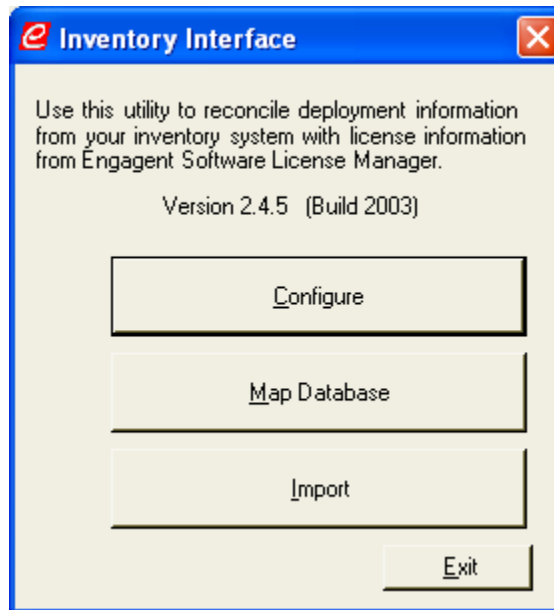 Inventory Interface
Use this utility to reconcile deployment information
from your inventory system with license information
from Engagent Software License Manager.
Version 2.4.5 (Build 2003)
Configure
Map Database
Import
Exit